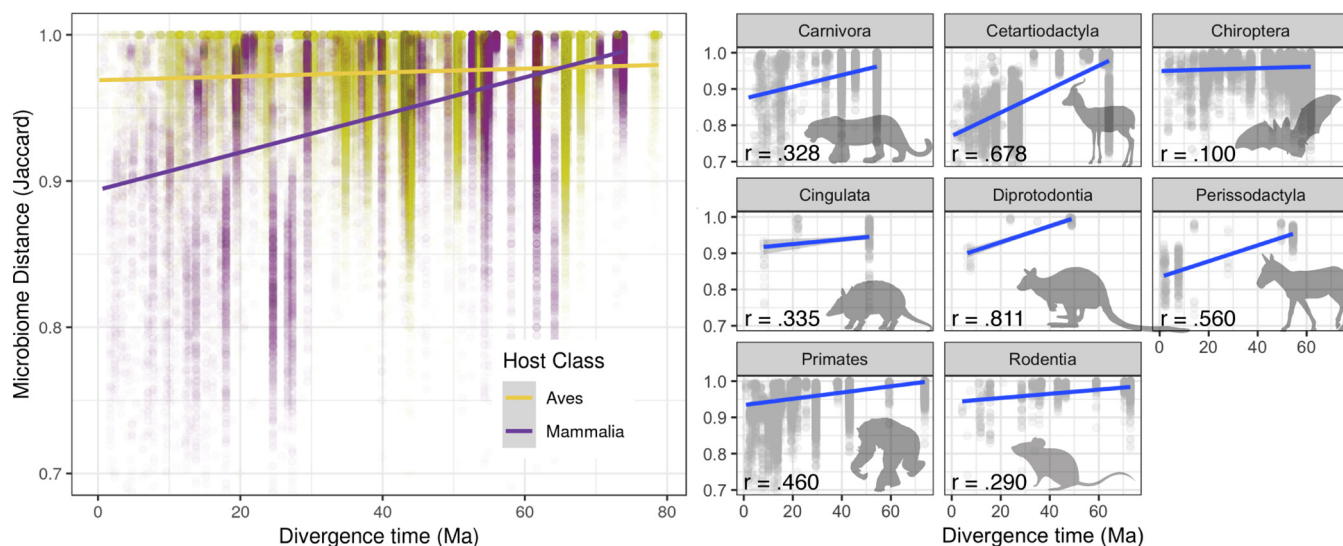 1.0
0.9
0.8
0.7
Microbiome Distance (Jaccard)
0
20
40
60
80
Divergence time (Ma)
Host Class
Aves
Mammalia
Carnivora
Cetartiodactyla
Chiroptera
1.0
0.9
0.8
0.7
r = .328
r = .678
r = .100
Cingulata
Diprotodontia
Perissodactyla
1.0
0.9
0.8
0.7
r = .335
r = .811
r = .560
0 20 40 60
Primates
Rodentia
1.0
0.9
0.8
0.7
r = .460
r = .290
0 20 40 60
0 20 40 60
Divergence time (Ma)